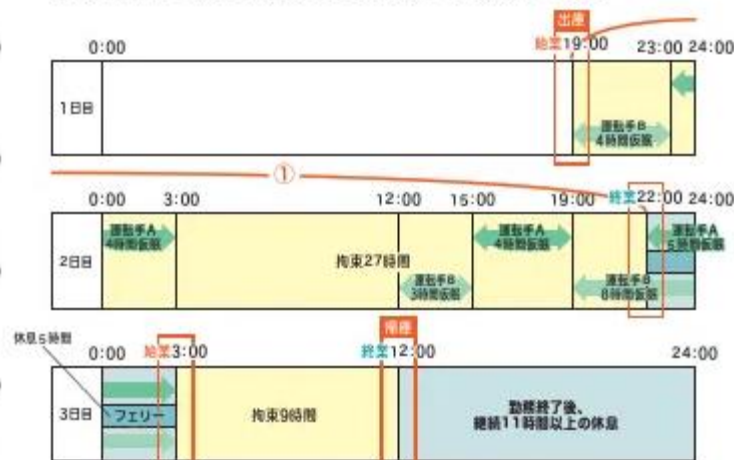 出庫
0:00 始業19:00 23:00 24:00
1日目
運転手B
4時間仮眠
①
0:00 3:00 12:00 15:00 19:00 終業22:00 24:00
運転手A
4時間仮眠
運転手A
4時間仮眠
運転手A
5時間仮眠
2日目
拘束27時間
運転手B
3時間仮眠
運転手B
8時間仮眠
休息5時間
帰庫
0:00 始業3:00 終業12:00 24:00
3日目
フェリー
拘束9時間
勤務終了後、
継続11時間以上の休息